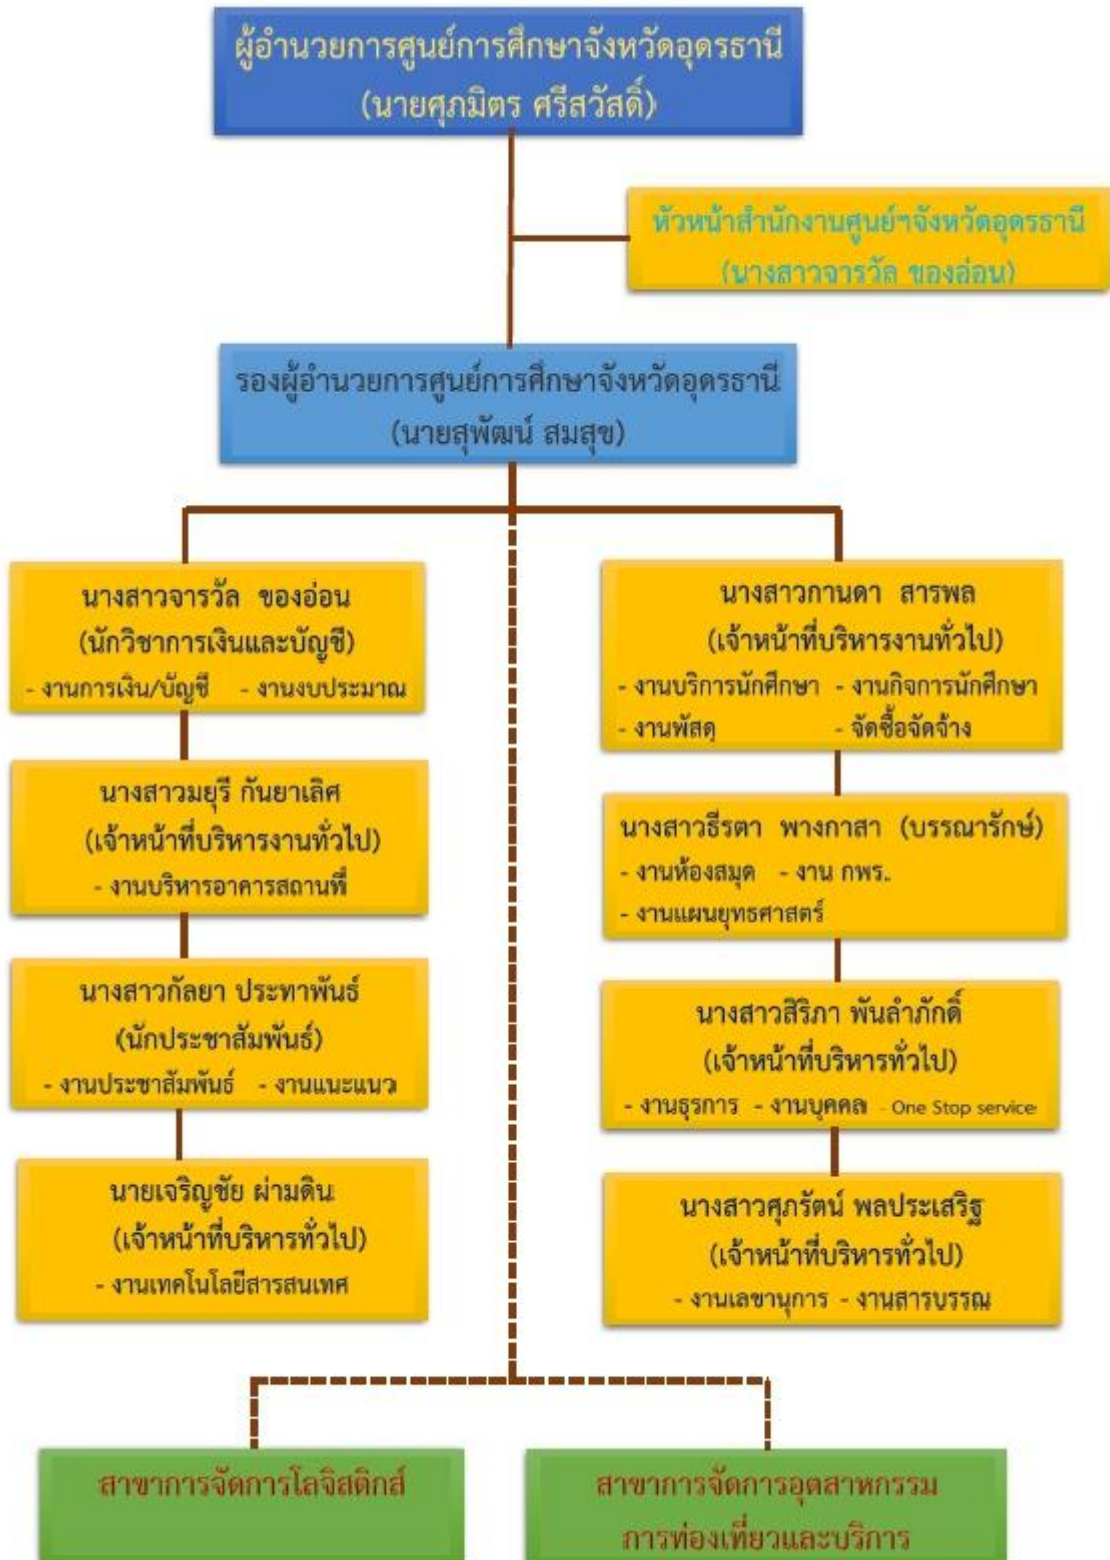 ผู้อำนวยการศูนย์การศึกษาจังหวัดอุดรธานี
(นายศุภมิตร ศรีสวัสดิ์)
หัวหน้าสำนักงานศูนย์ฯจังหวัดอุดรธานี
(นางสาวจารวัล ของอ่อน)
รองผู้อำนวยการศูนย์การศึกษาจังหวัดอุดรธานี
(นายสุพัฒน์ สมสุข)
นางสาวจารวัล ของอ่อน
(นักวิชาการเงินและบัญชี)
- งานการเงิน/บัญชี - งานงบประมาณ
นางสาวมยุรี กันยาเลิศ
(เจ้าหน้าที่บริหารงานทั่วไป)
- งานบริหารอาคารสถานที่
นางสาวกัลยา ประทาพันธ์
(นักประชาสัมพันธ์)
- งานประชาสัมพันธ์ - งานแนะแนว
นายเจริญชัย ผ่ามดิน
(เจ้าหน้าที่บริหารทั่วไป)
- งานเทคโนโลยีสารสนเทศ
นางสาวกานดา สารพล
(เจ้าหน้าที่บริหารงานทั่วไป)
- งานบริการนักศึกษา - งานกิจการนักศึกษา
- งานพัสดุ - จัดซื้อจัดจ้าง
นางสาวธีรตา พางกาสา (บรรณารักษ์)
- งานห้องสมุด - งาน กพร.
- งานแผนยุทธศาสตร์
นางสาวสิริภา พันลำภักดิ์
(เจ้าหน้าที่บริหารทั่วไป)
- งานธุรการ - งานบุคคล - One Stop service
นางสาวศุภรัตน์ พลประเสริฐ
(เจ้าหน้าที่บริหารทั่วไป)
- งานเลขานุการ - งานสารบรรณ
สาขาการจัดการโลจิสติกส์
สาขาการจัดการอุตสาหกรรม
การท่องเที่ยวและบริการ